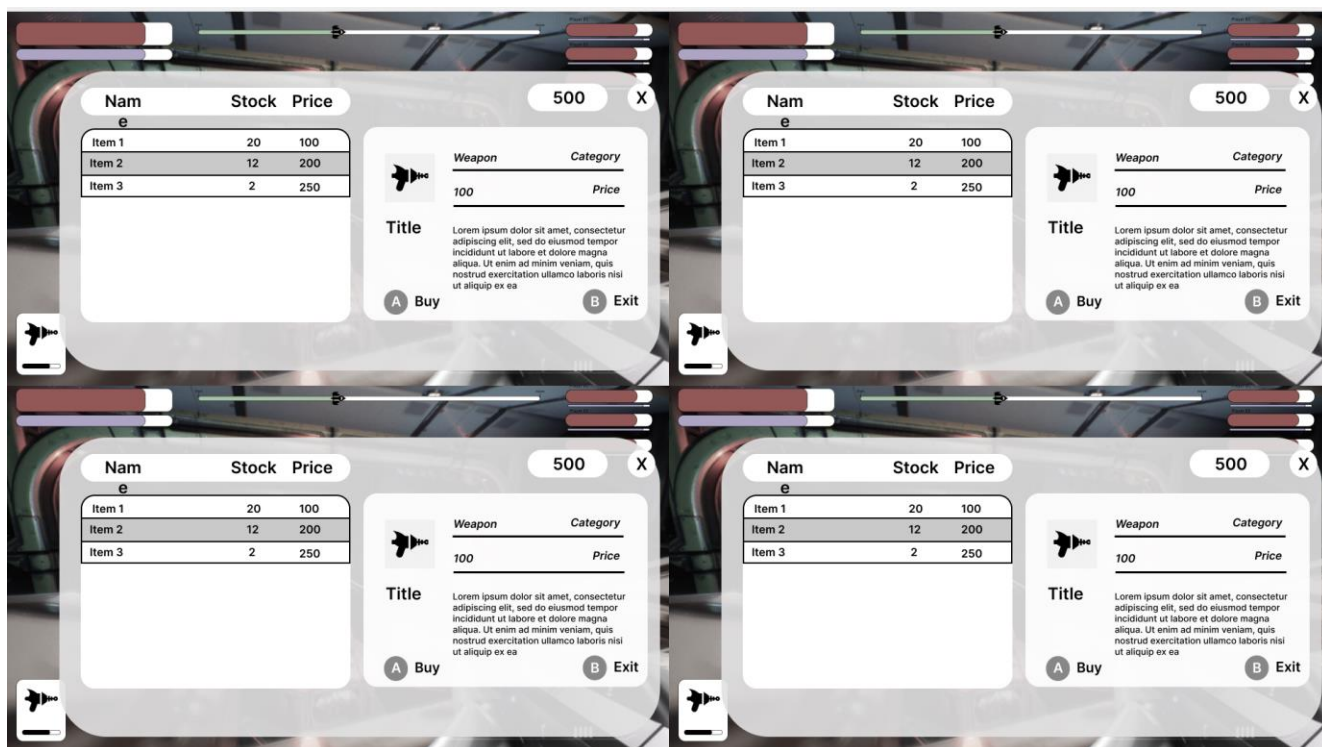 Nam Stock Price 500 X
e
Item 1 20 100
Item 2 12 200
Item 3 2 250
Weapon Category
100 Price
Title
Lorem ipsum dolor sit amet, consectetur
adipiscing elit, sed do eiusmod tempor
incididunt ut labore et dolore magna
aliqua. Ut enim ad minim veniam, quis
nostrud exercitation ullamco laboris nisi
ut aliquip ex ea
A Buy B Exit
Nam Stock Price 500 X
e
Item 1 20 100
Item 2 12 200
Item 3 2 250
Weapon Category
100 Price
Title
Lorem ipsum dolor sit amet, consectetur
adipiscing elit, sed do eiusmod tempor
incididunt ut labore et dolore magna
aliqua. Ut enim ad minim veniam, quis
nostrud exercitation ullamco laboris nisi
ut aliquip ex ea
A Buy B Exit
Nam Stock Price 500 X
e
Item 1 20 100
Item 2 12 200
Item 3 2 250
Weapon Category
100 Price
Title
Lorem ipsum dolor sit amet, consectetur
adipiscing elit, sed do eiusmod tempor
incididunt ut labore et dolore magna
aliqua. Ut enim ad minim veniam, quis
nostrud exercitation ullamco laboris nisi
ut aliquip ex ea
A Buy B Exit
Nam Stock Price 500 X
e
Item 1 20 100
Item 2 12 200
Item 3 2 250
Weapon Category
100 Price
Title
Lorem ipsum dolor sit amet, consectetur
adipiscing elit, sed do eiusmod tempor
incididunt ut labore et dolore magna
aliqua. Ut enim ad minim veniam, quis
nostrud exercitation ullamco laboris nisi
ut aliquip ex ea
A Buy B Exit